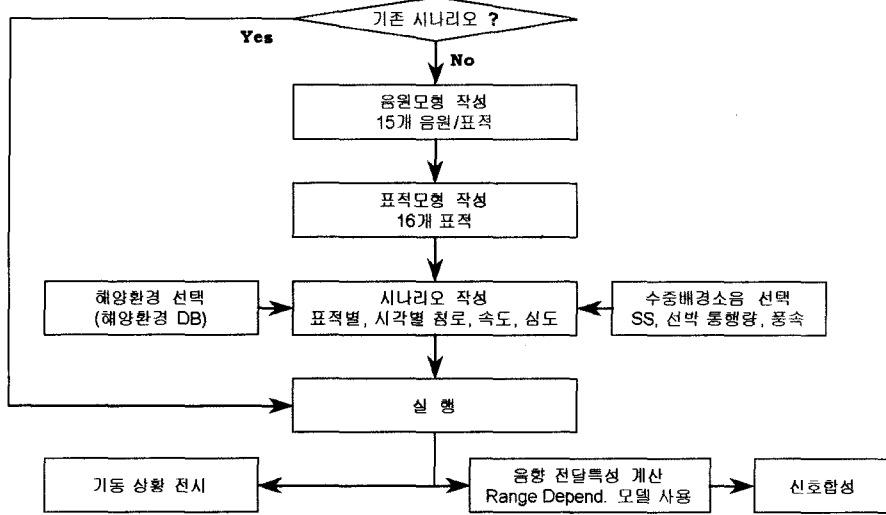 기존 시나리오 ?
Yes
No
음원모형 작성
15개 음원/표적
표적모형 작성
16개 표적
해양환경 선택
(해양환경 DB)
시나리오 작성
표적별, 시각별 침로, 속도, 심도
수중배경소음 선택
SS, 선박 통행량, 풍속
실 행
기동 상황 전시
음향 전달특성 계산
Range Depend. 모델 사용
신호합성